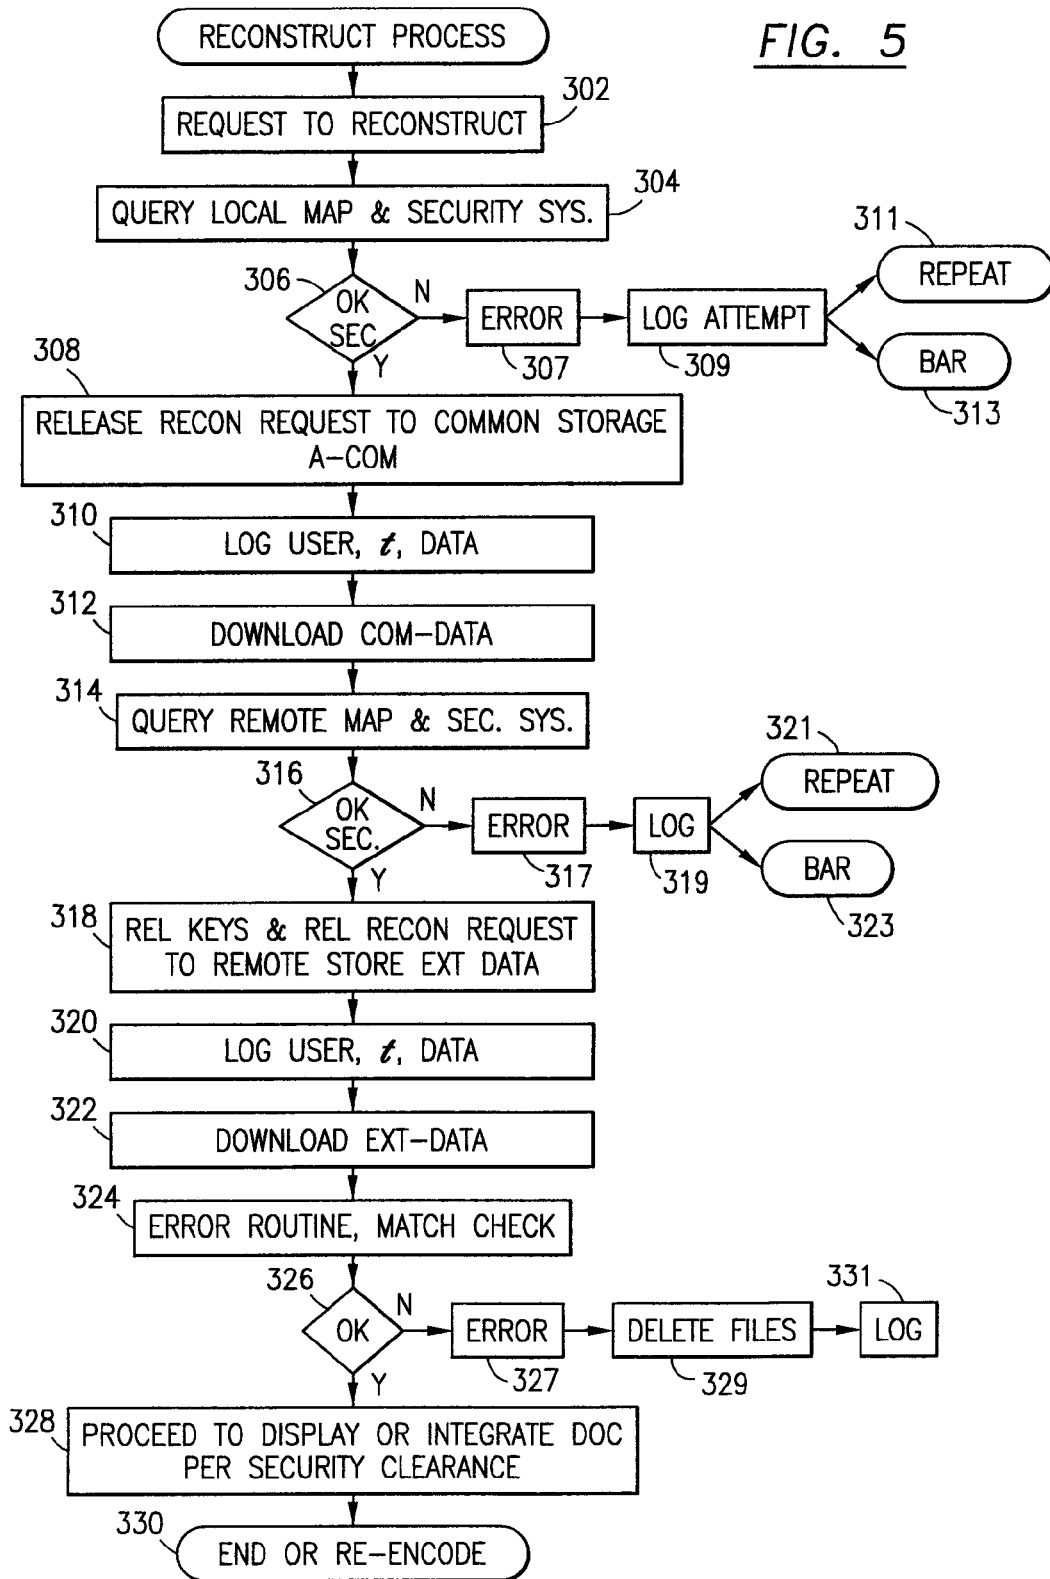 RECONSTRUCT PROCESS
FIG. 5
302
REQUEST TO RECONSTRUCT
304
QUERY LOCAL MAP & SECURITY SYS.
311
REPEAT
306
OK
SEC
N
ERROR
307
LOG ATTEMPT
309
BAR
313
Y
308
RELEASE RECON REQUEST TO COMMON STORAGE
A-COM
310
LOG USER, t, DATA
312
DOWNLOAD COM-DATA
314
QUERY REMOTE MAP & SEC. SYS.
321
REPEAT
316
OK
SEC.
N
ERROR
317
LOG
319
BAR
323
Y
318
REL KEYS & REL RECON REQUEST
TO REMOTE STORE EXT DATA
320
LOG USER, t, DATA
322
DOWNLOAD EXT-DATA
324
ERROR ROUTINE, MATCH CHECK
326
OK
N
ERROR
327
DELETE FILES
329
331
LOG
Y
328
PROCEED TO DISPLAY OR INTEGRATE DOC
PER SECURITY CLEARANCE
330
END OR RE-ENCODE